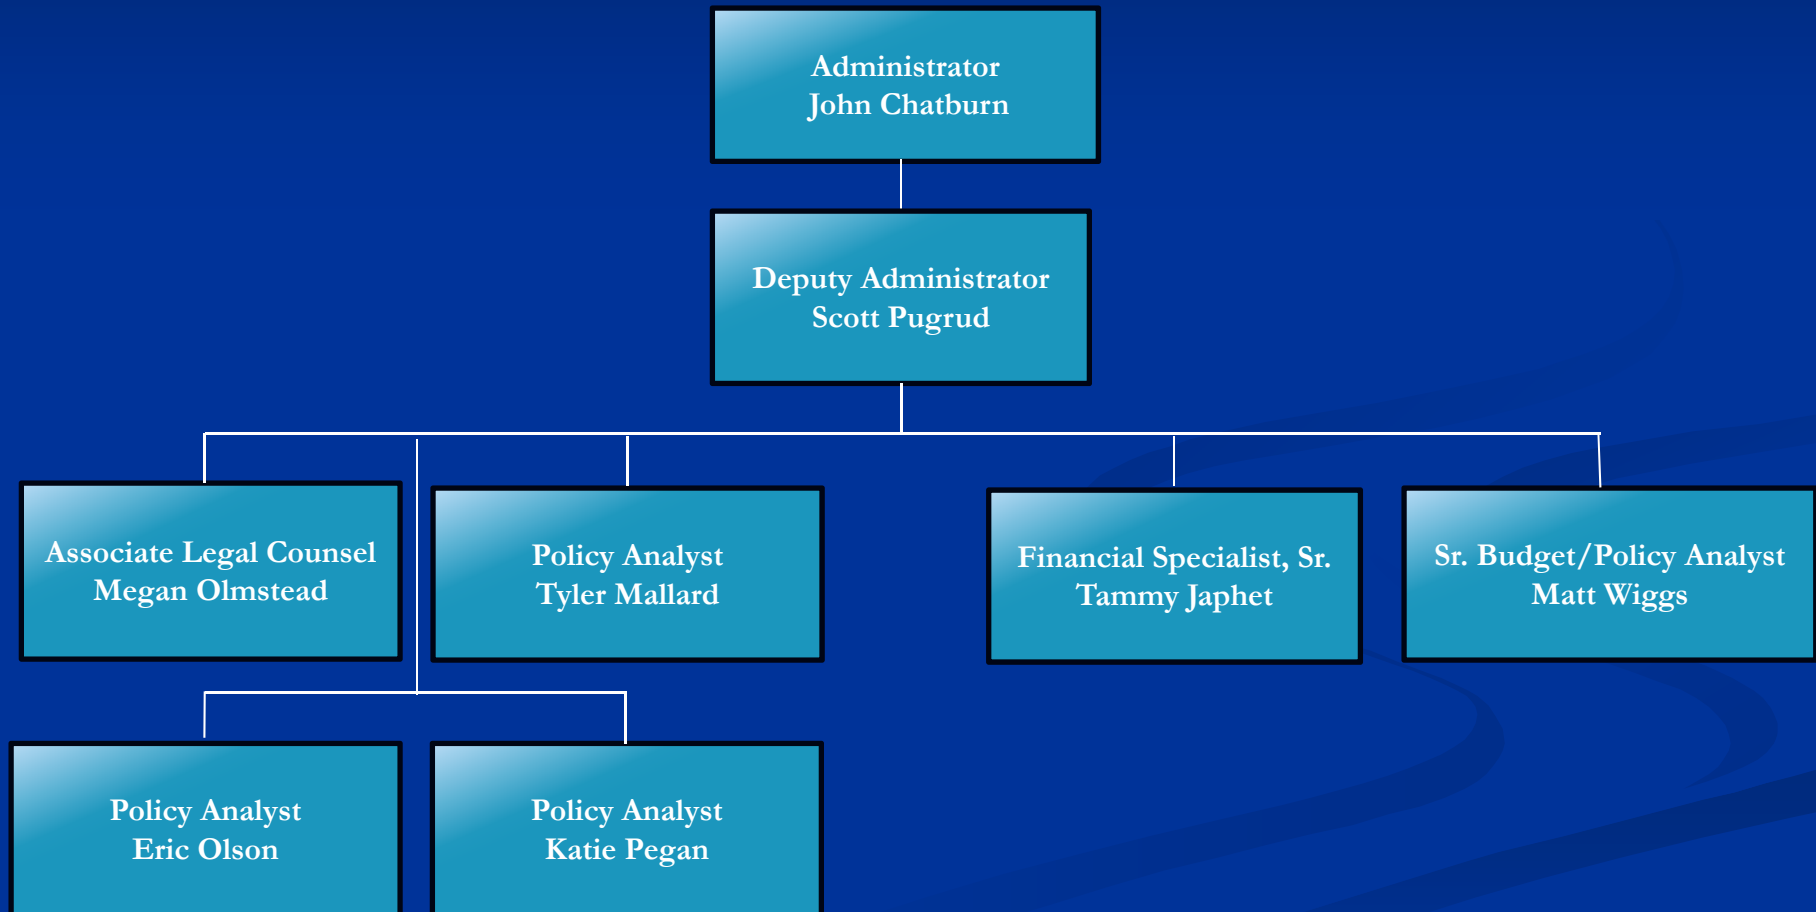 Administrator
John Chatburn
Deputy Administrator
Scott Pugrud
Associate Legal Counsel
Megan Olmstead
Policy Analyst
Tyler Mallard
Financial Specialist, Sr.
Tammy Japhet
Sr. Budget/Policy Analyst
Matt Wiggs
Policy Analyst
Eric Olson
Policy Analyst
Katie Pegan